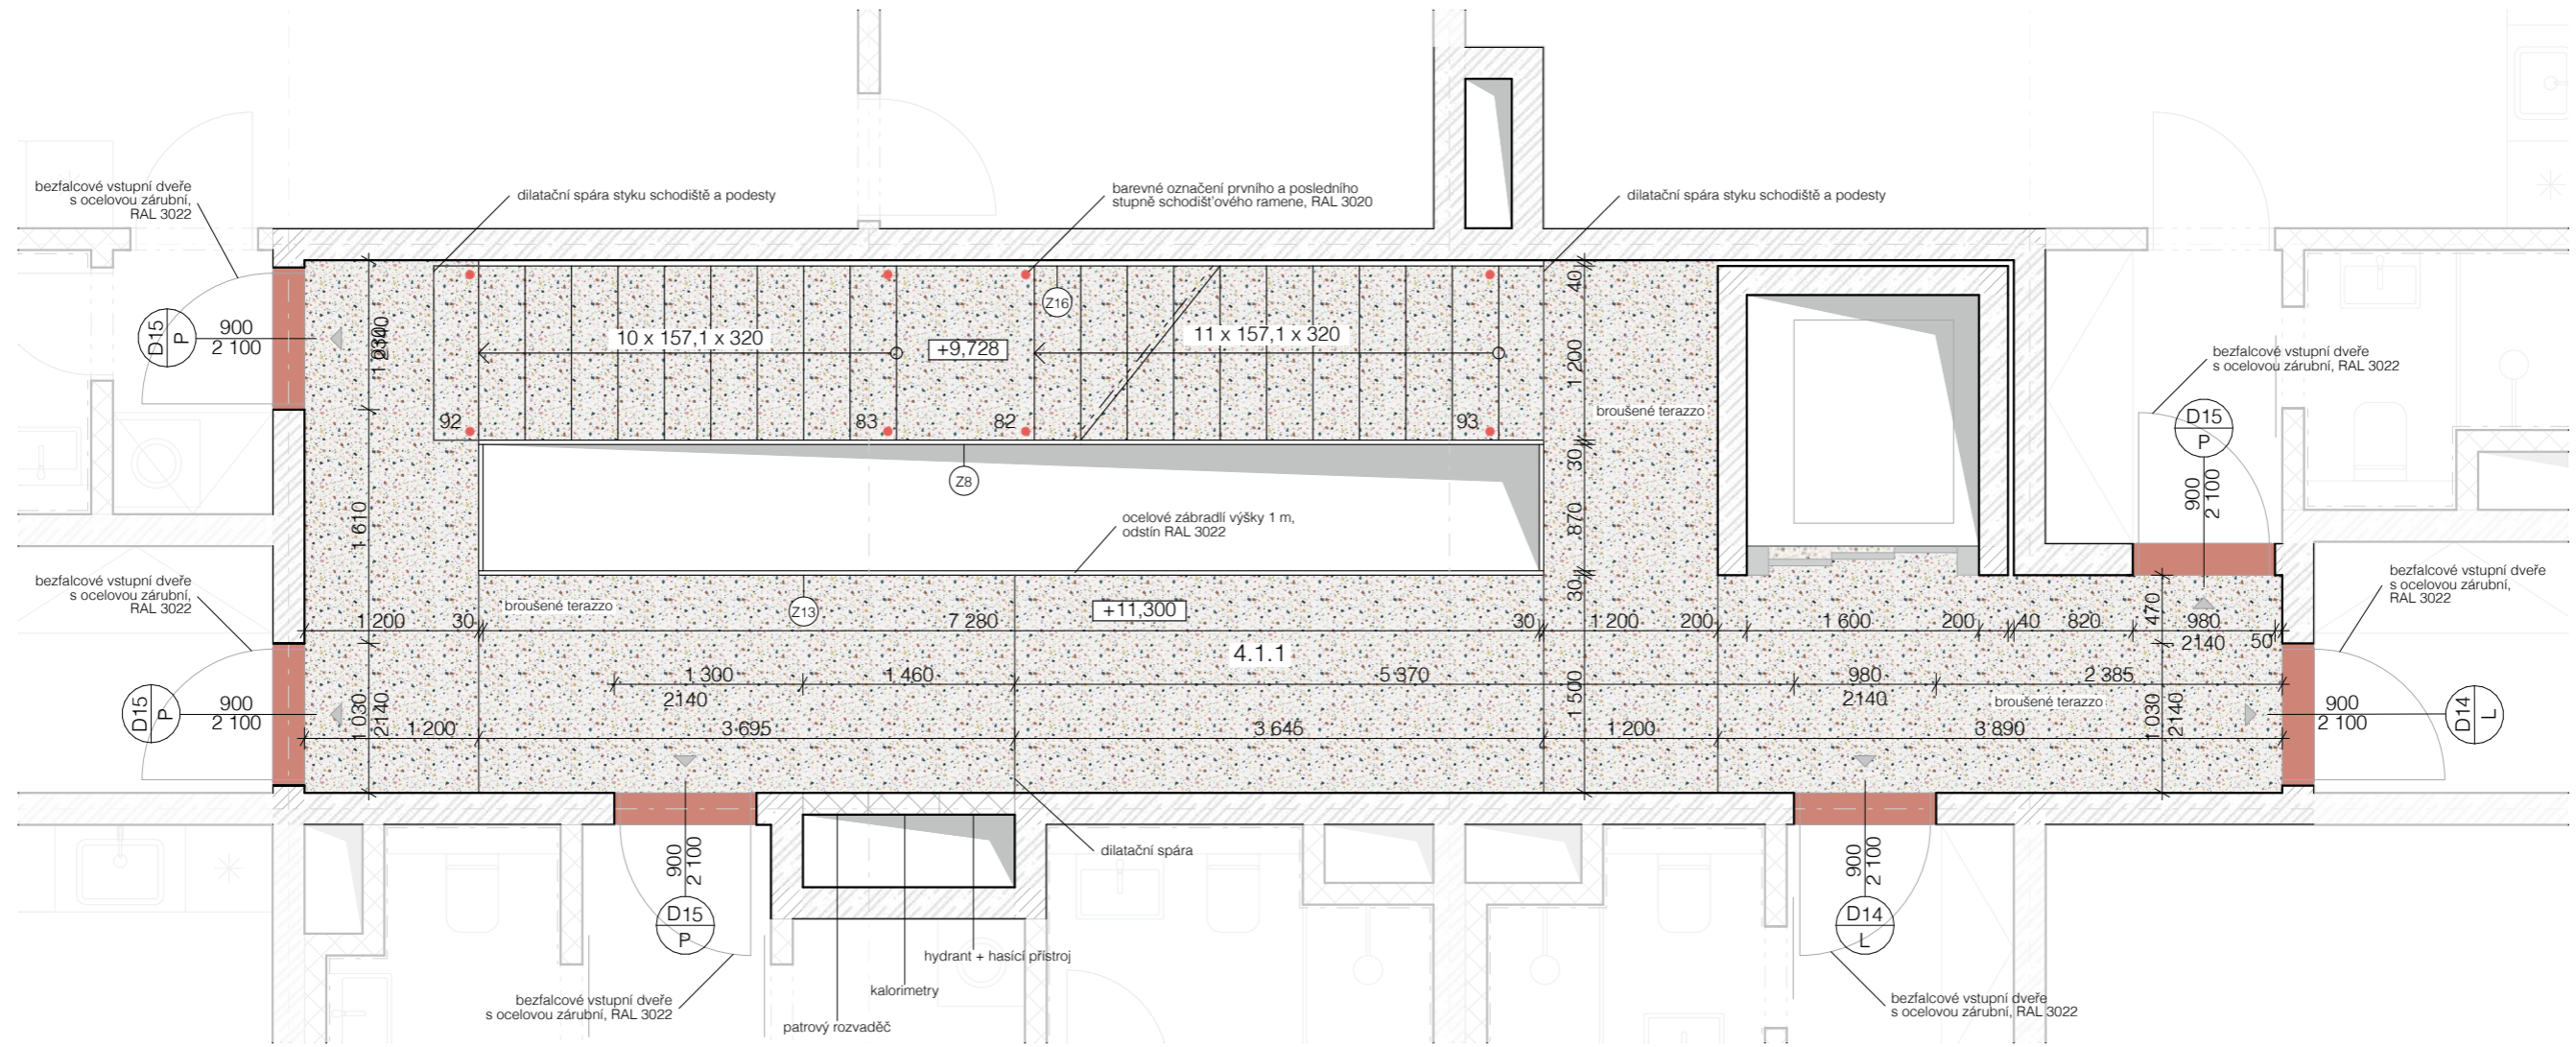 bezfalcové vstupní dveře
s ocelovou zárubní,
RAL 3022
dilatační spára styku schodiště a podesty
barevné označení prvního a posledního
stupně schodišťového ramene, RAL 3020
dilatační spára styku schodiště a podesty
D15
P
900
2 100
10 x 157,1 x 320
+9,728
Z16
11 x 157,1 x 320
40
1 200
bezfalcové vstupní dveře
s ocelovou zárubní, RAL 3022
92
83
82
93
broušené terazzo
D15
P
900
2 100
Z8
30
870
30
1 610
ocelové zábradlí výšky 1 m,
odstín RAL 3022
bezfalcové vstupní dveře
s ocelovou zárubní,
RAL 3022
bezfalcové vstupní dveře
s ocelovou zárubní,
RAL 3022
broušené terazzo
Z13
+11,300
1 200
30
7 280
30
1 200
200
1 600
200
40
820
980
2140
50
470
4.1.1
1 300
2140
1 460
5 370
980
2140
2 385
broušené terazzo
D15
P
900
2 100
1 030
2140
1 200
3 695
3 645
1 500
1 200
3 890
1 030
2140
900
2 100
D14
L
900
2 100
D15
P
dilatační spára
900
2 100
D14
L
hydrant + hasící přístroj
kalorimetry
patrový rozvaděč
bezfalcové vstupní dveře
s ocelovou zárubní, RAL 3022
bezfalcové vstupní dveře
s ocelovou zárubní, RAL 3022